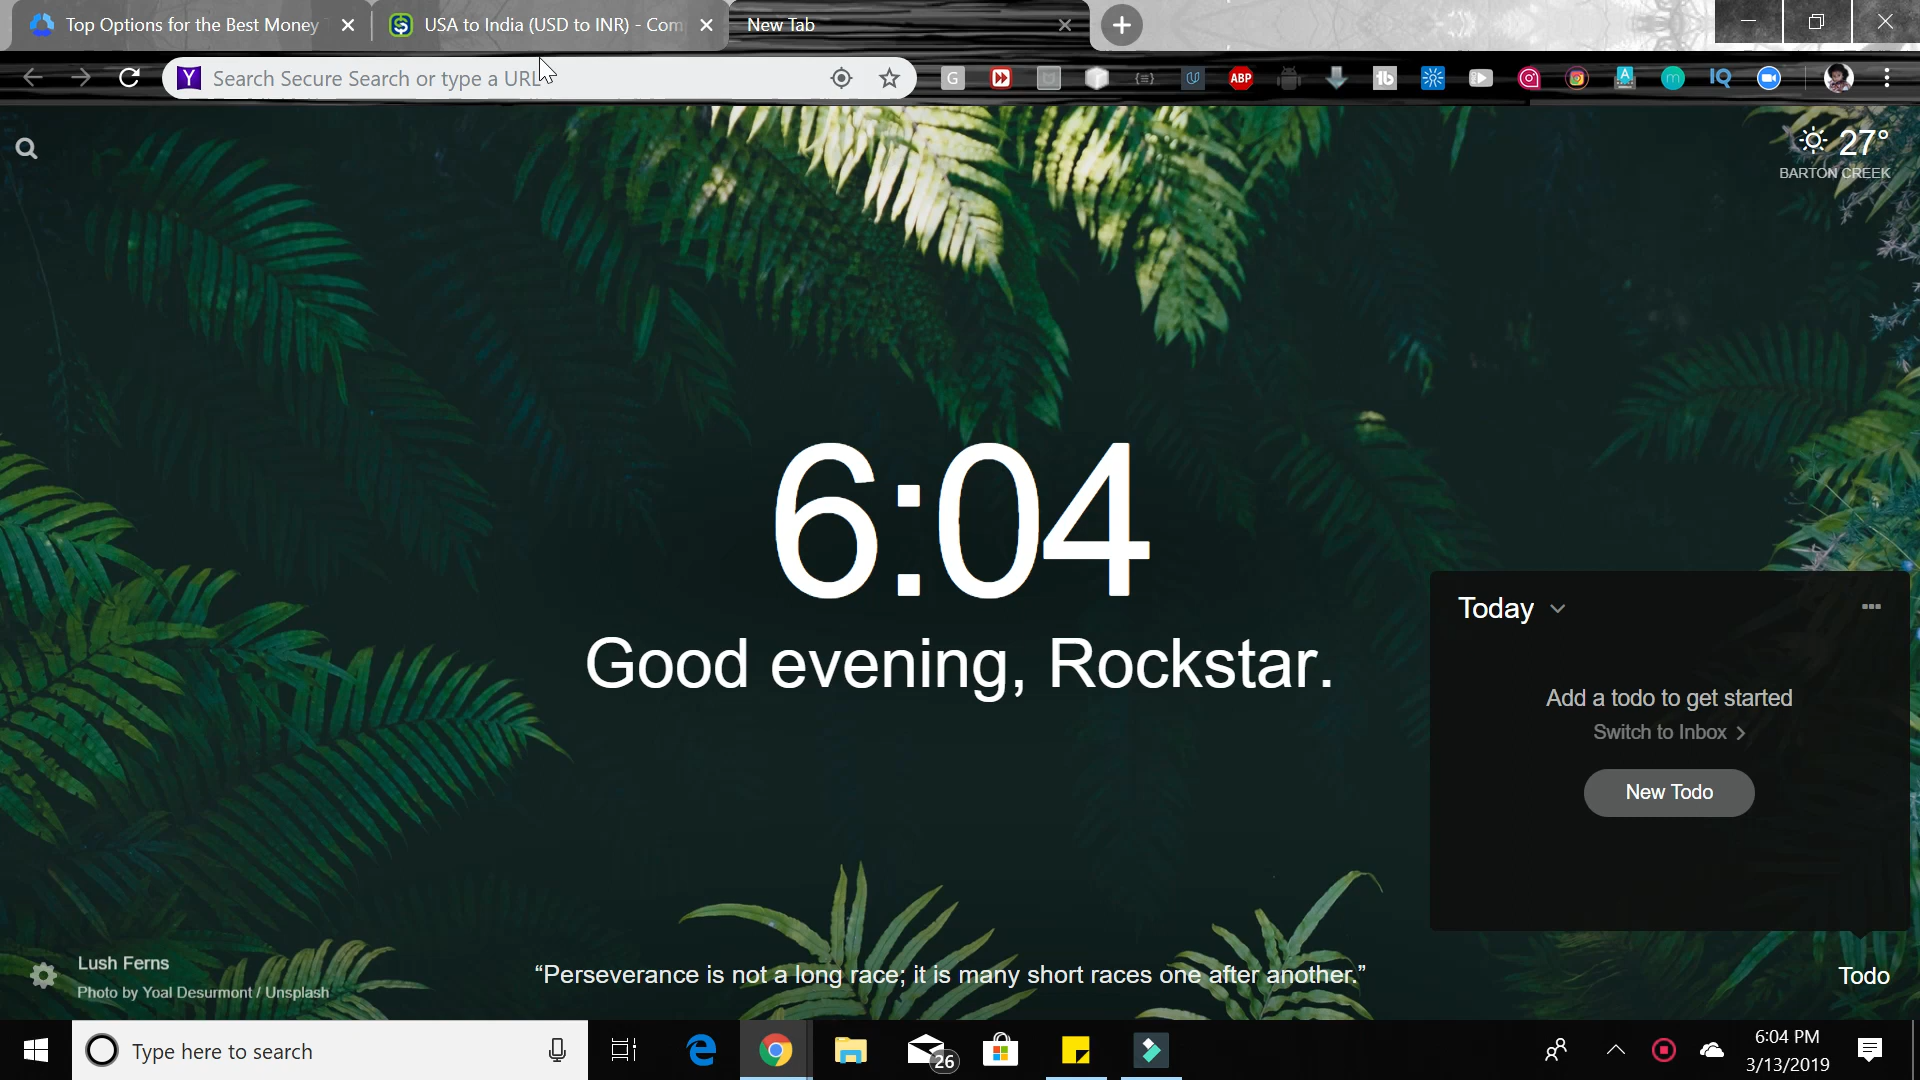 Top Options for the Best Money
USA to India (USD to INR) - Com
New Tab
Y
Search Secure Search or type a URL
G
ABP
IQ
27°
BARTON CREEK
6:04
Good evening, Rockstar.
Today
Add a todo to get started
Switch to Inbox
New Todo
Lush Ferns
Photo by Yoal Desurmont / Unsplash
“Perseverance is not a long race; it is many short races one after another.”
Todo
Type here to search
26
6:04 PM
3/13/2019